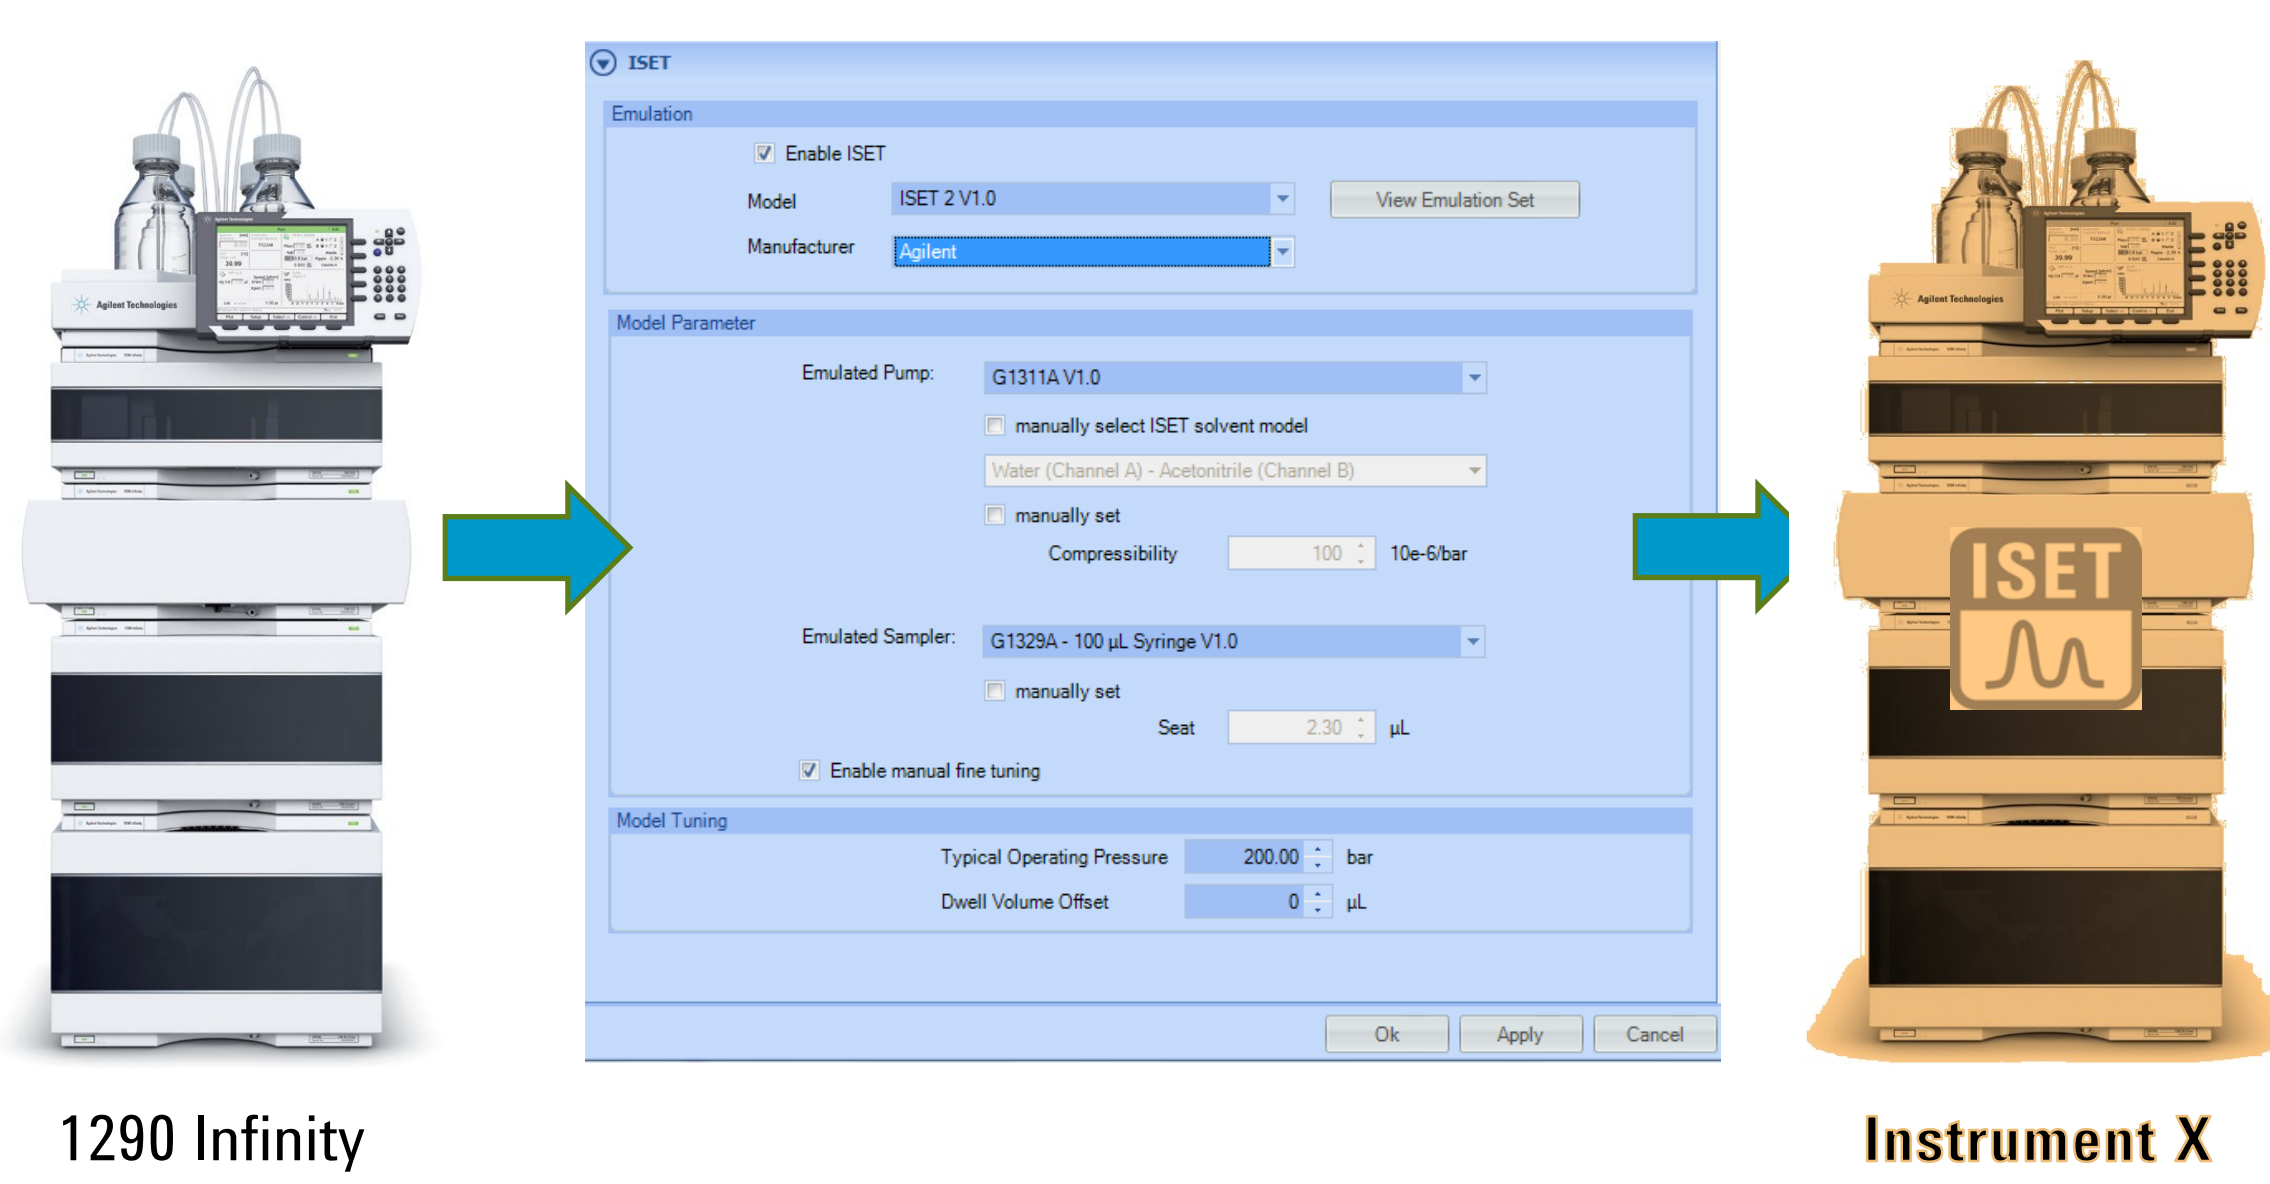 ISET
Emulation
Enable ISET
Model ISET 2 V1.0 View Emulation Set
Manufacturer Agilent
Model Parameter
Emulated Pump: G1311A V1.0
manually select ISET solvent model
Water (Channel A) - Acetonitrile (Channel B)
manually set
Compressibility 100 10e-6/bar
Emulated Sampler: G1329A - 100 µL Syringe V1.0
manually set
Seat 2.30 µL
Enable manual fine tuning
Model Tuning
Typical Operating Pressure 200.00 bar
Dwell Volume Offset 0 µL
Ok Apply Cancel
Agilent Technologies
39.99
Agilent Technologies
39.99
ISET
1290 Infinity
Instrument X